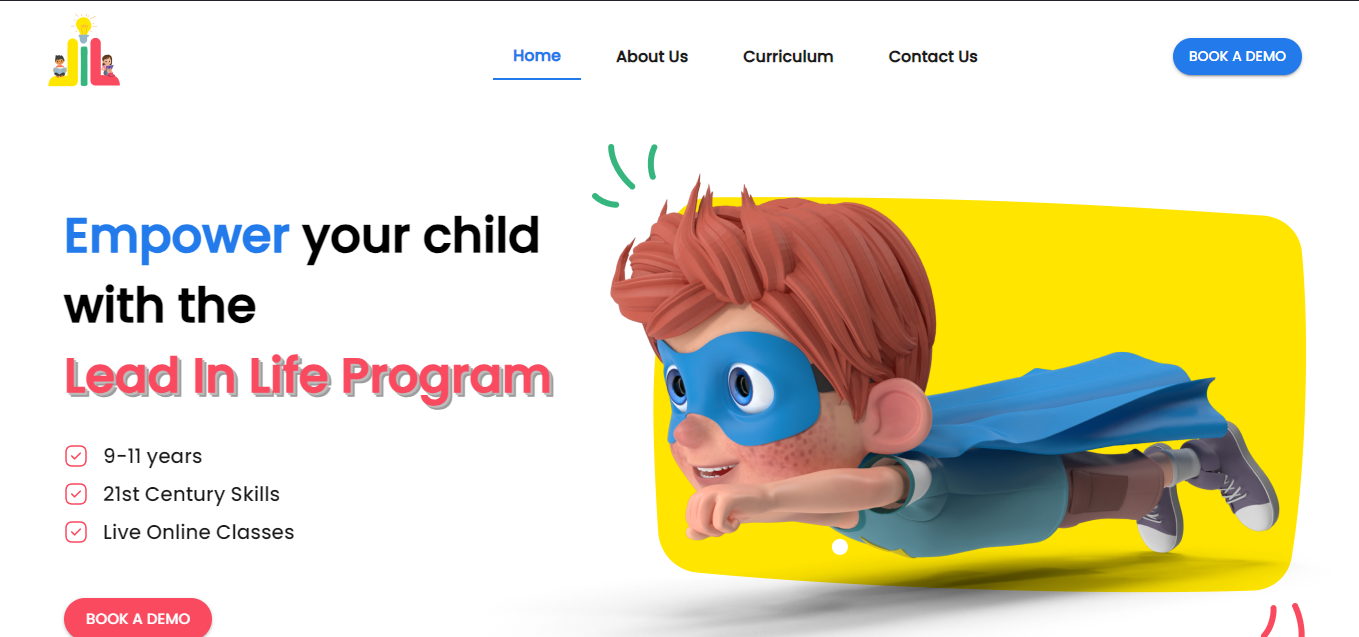 Home About Us Curriculum Contact Us BOOK A DEMO
Empower your child
with the
Lead In Life Program
9-11 years
21st Century Skills
Live Online Classes
BOOK A DEMO